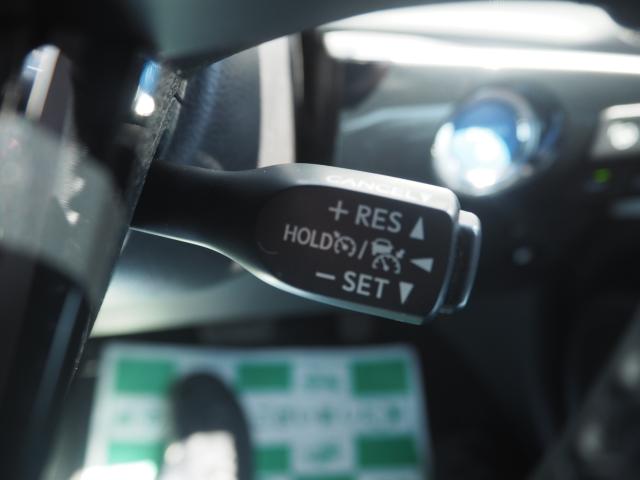 CANCEL
+ RES ▲
HOLD / ◀
− SET ▼